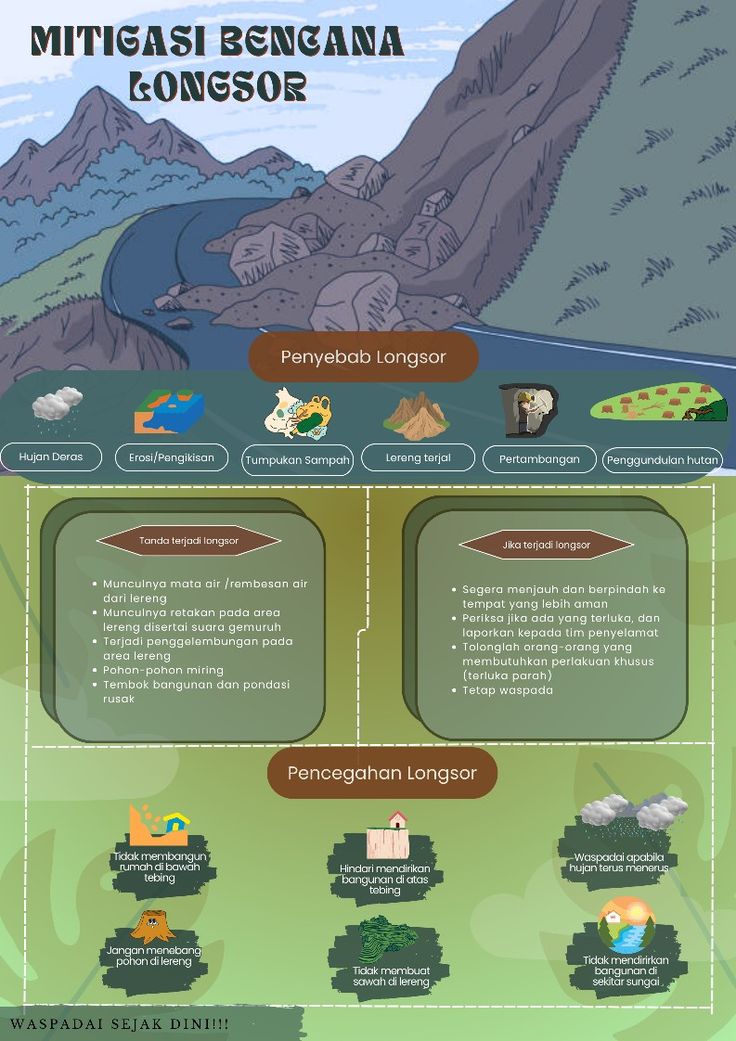 MITIGASI BENCANA
LONGSOR
Penyebab Longsor
Hujan Deras
Erosi/Pengikisan
Tumpukan Sampah
Lereng terjal
Pertambangan
Penggundulan hutan
Tanda terjadi longsor
• Munculnya mata air /rembesan air
dari lereng
• Munculnya retakan pada area
lereng disertai suara gemuruh
• Terjadi penggelembungan pada
area lereng
• Pohon-pohon miring
• Tembok bangunan dan pondasi
rusak
Jika terjadi longsor
• Segera menjauh dan berpindah ke
tempat yang lebih aman
• Periksa jika ada yang terluka, dan
laporkan kepada tim penyelamat
• Tolonglah orang-orang yang
membutuhkan perlakuan khusus
(terluka parah)
• Tetap waspada
Pencegahan Longsor
Tidak membangun
rumah di bawah
tebing
Hindari mendirikan
bangunan di atas
tebing
Waspadai apabila
hujan terus menerus
Jangan menebang
pohon di lereng
Tidak membuat
sawah di lereng
Tidak mendirirkan
bangunan di
sekitar sungai
WASPADAI SEJAK DINI!!!